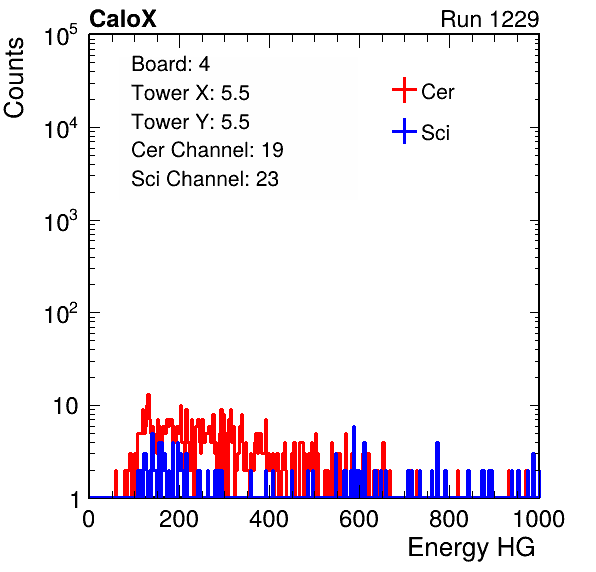 CaloX Run 1229
Counts
Board: 4
Tower X: 5.5
Tower Y: 5.5
Cer Channel: 19
Sci Channel: 23
Cer
Sci
10^5
10^4
10^3
10^2
10
1
0 200 400 600 800 1000
Energy HG